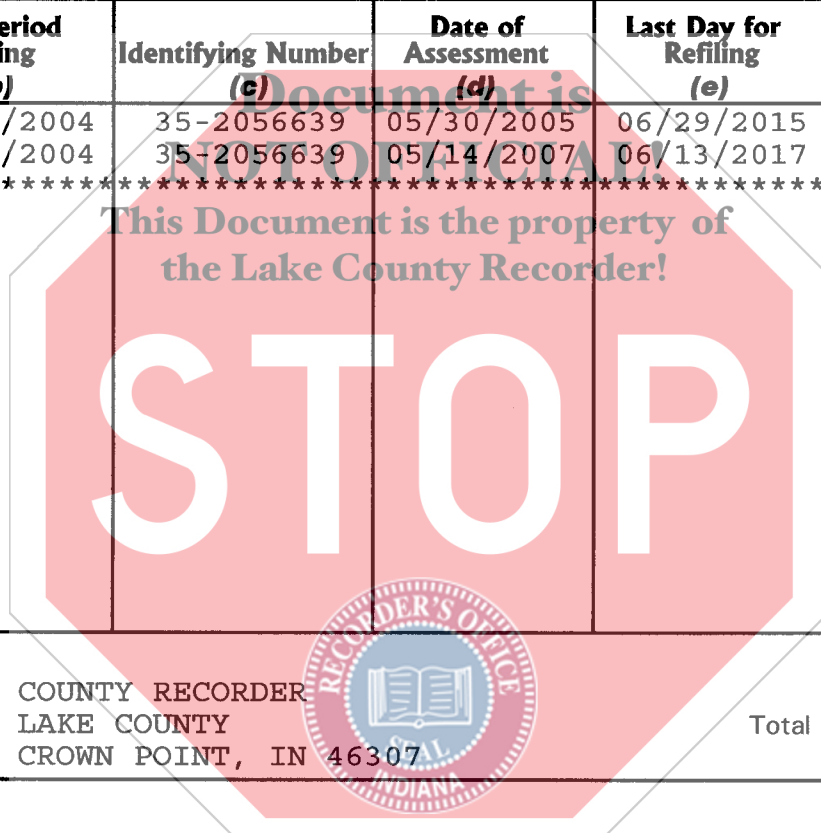 eriod Date of Last Day for
ing Identifying Number Assessment Refiling
) (c) (d) (e)
Document is
/2004 35-2056639 05/30/2005 06/29/2015
/2004 35-2056639 05/14/2007 06/13/2017
NOT OFFICIAL!
******************************************
This Document is the property of
the Lake County Recorder!
STOP
RECORDER'S OFFICE
SEAL
INDIANA
COUNTY RECORDER
LAKE COUNTY Total
CROWN POINT, IN 46307